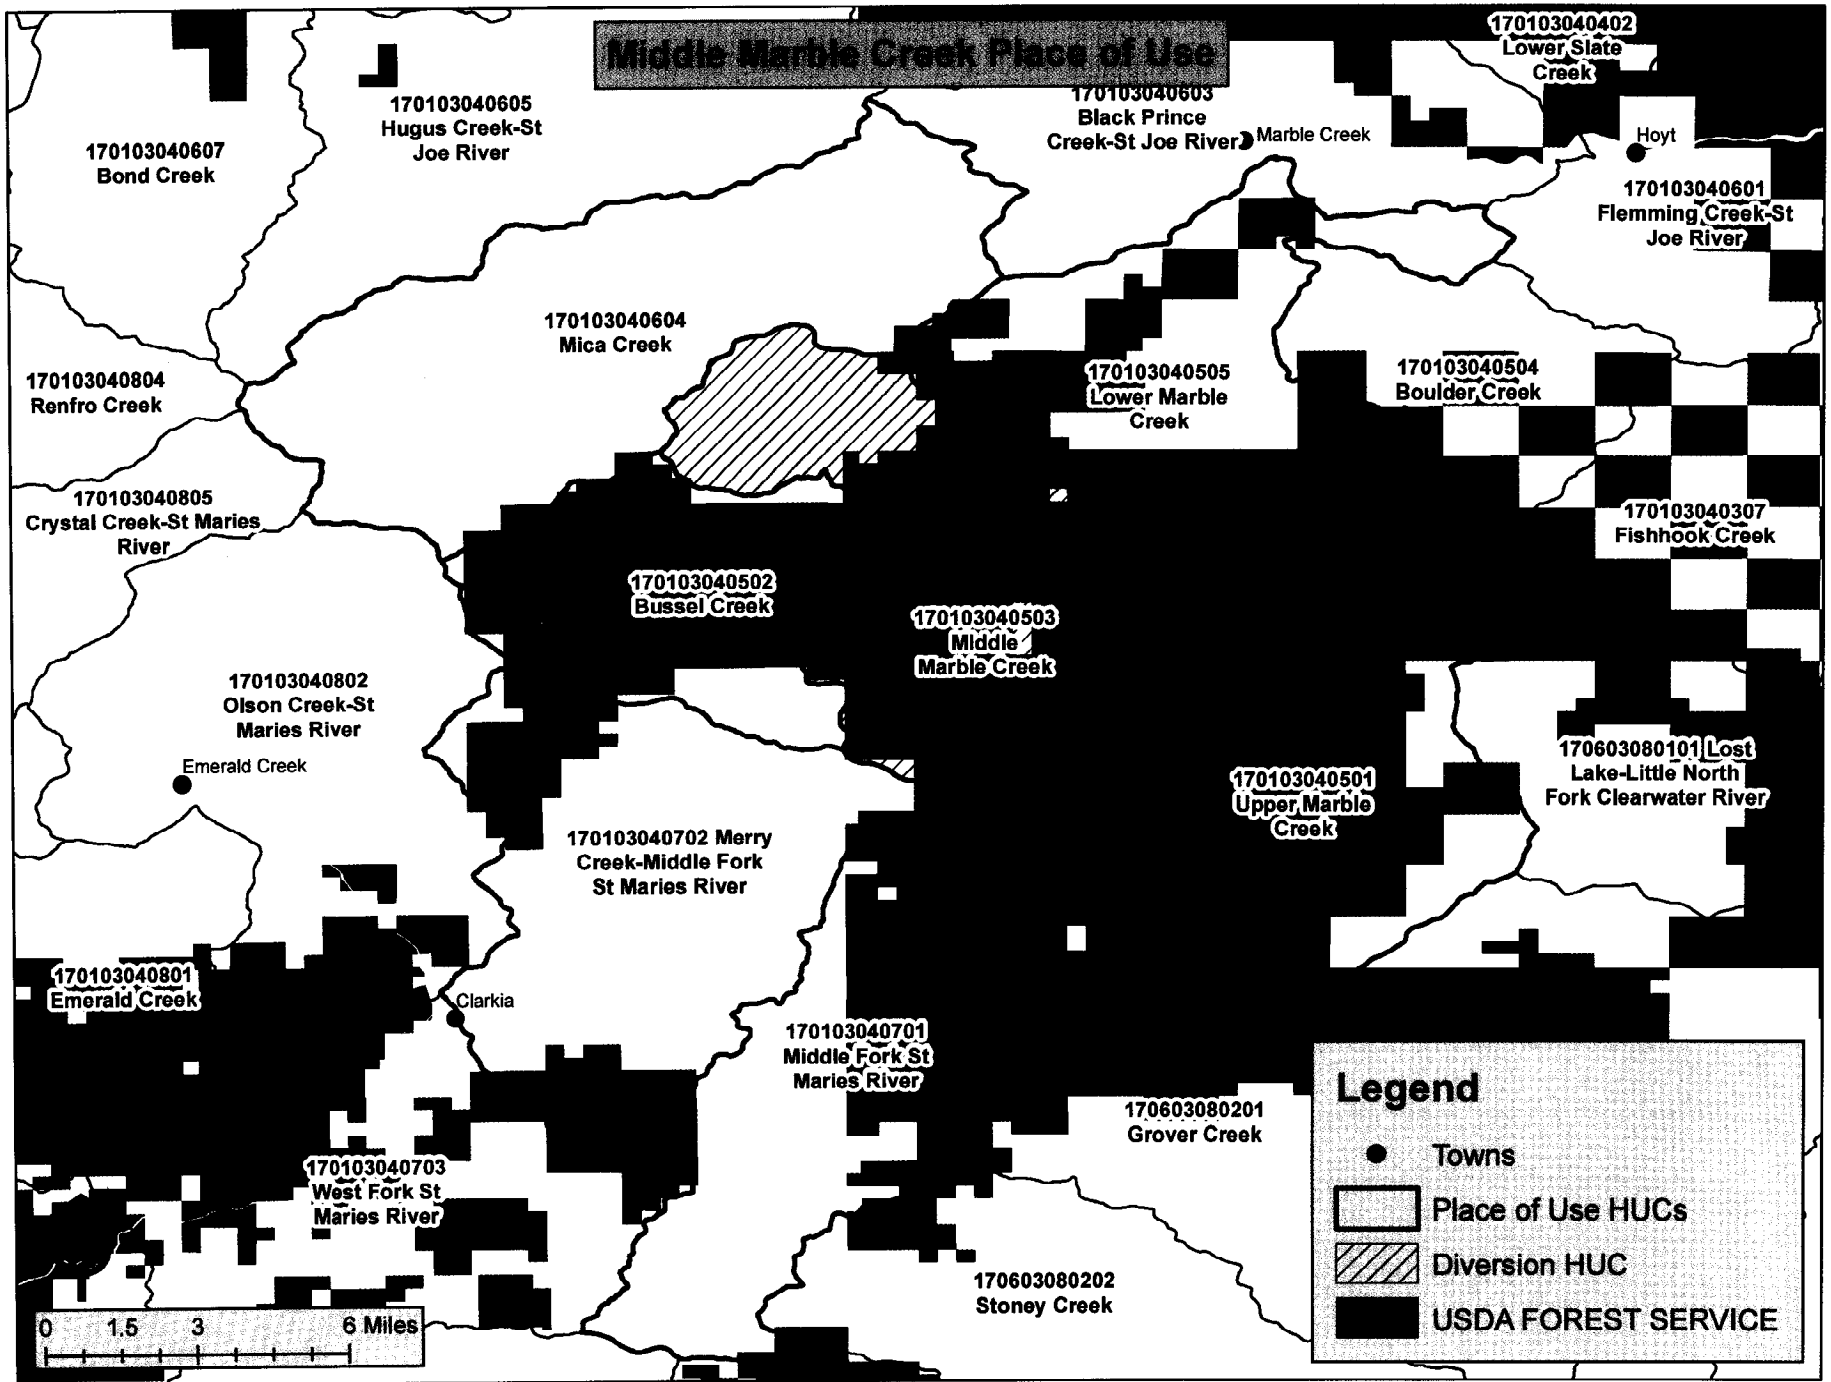 Middle Marble Creek Place of Use
170103040402
Lower Slate
Creek
170103040605
Hugus Creek-St
Joe River
170103040603
Black Prince
Creek-St Joe River
Marble Creek
Hoyt
170103040607
Bond Creek
170103040601
Flemming Creek-St
Joe River
170103040604
Mica Creek
170103040804
Renfro Creek
170103040505
Lower Marble
Creek
170103040504
Boulder Creek
170103040805
Crystal Creek-St Maries
River
170103040307
Fishhook Creek
170103040502
Bussel Creek
170103040503
Middle
Marble Creek
170103040802
Olson Creek-St
Maries River
Emerald Creek
170603080101 Lost
Lake-Little North
Fork Clearwater River
170103040501
Upper Marble
Creek
170103040702 Merry
Creek-Middle Fork
St Maries River
170103040801
Emerald Creek
Clarkia
170103040701
Middle Fork St
Maries River
170603080201
Grover Creek
170103040703
West Fork St
Maries River
170603080202
Stoney Creek
Legend
Towns
Place of Use HUCs
Diversion HUC
USDA FOREST SERVICE
0 1.5 3 6 Miles